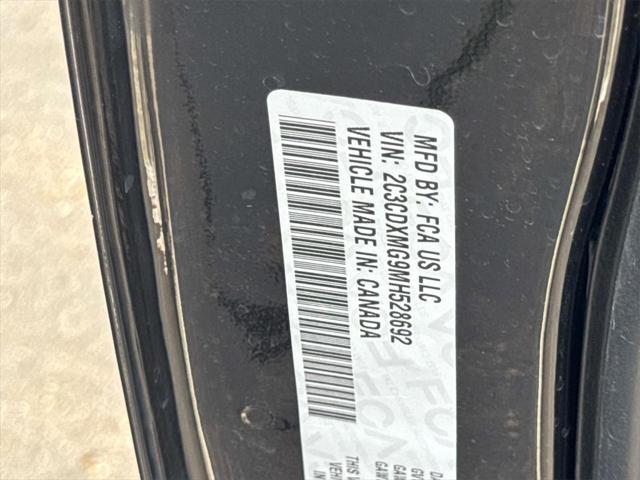 MFD BY: FCA US LLC
VIN: 2C3CDXMG9MH528692
VEHICLE MADE IN: CANADA